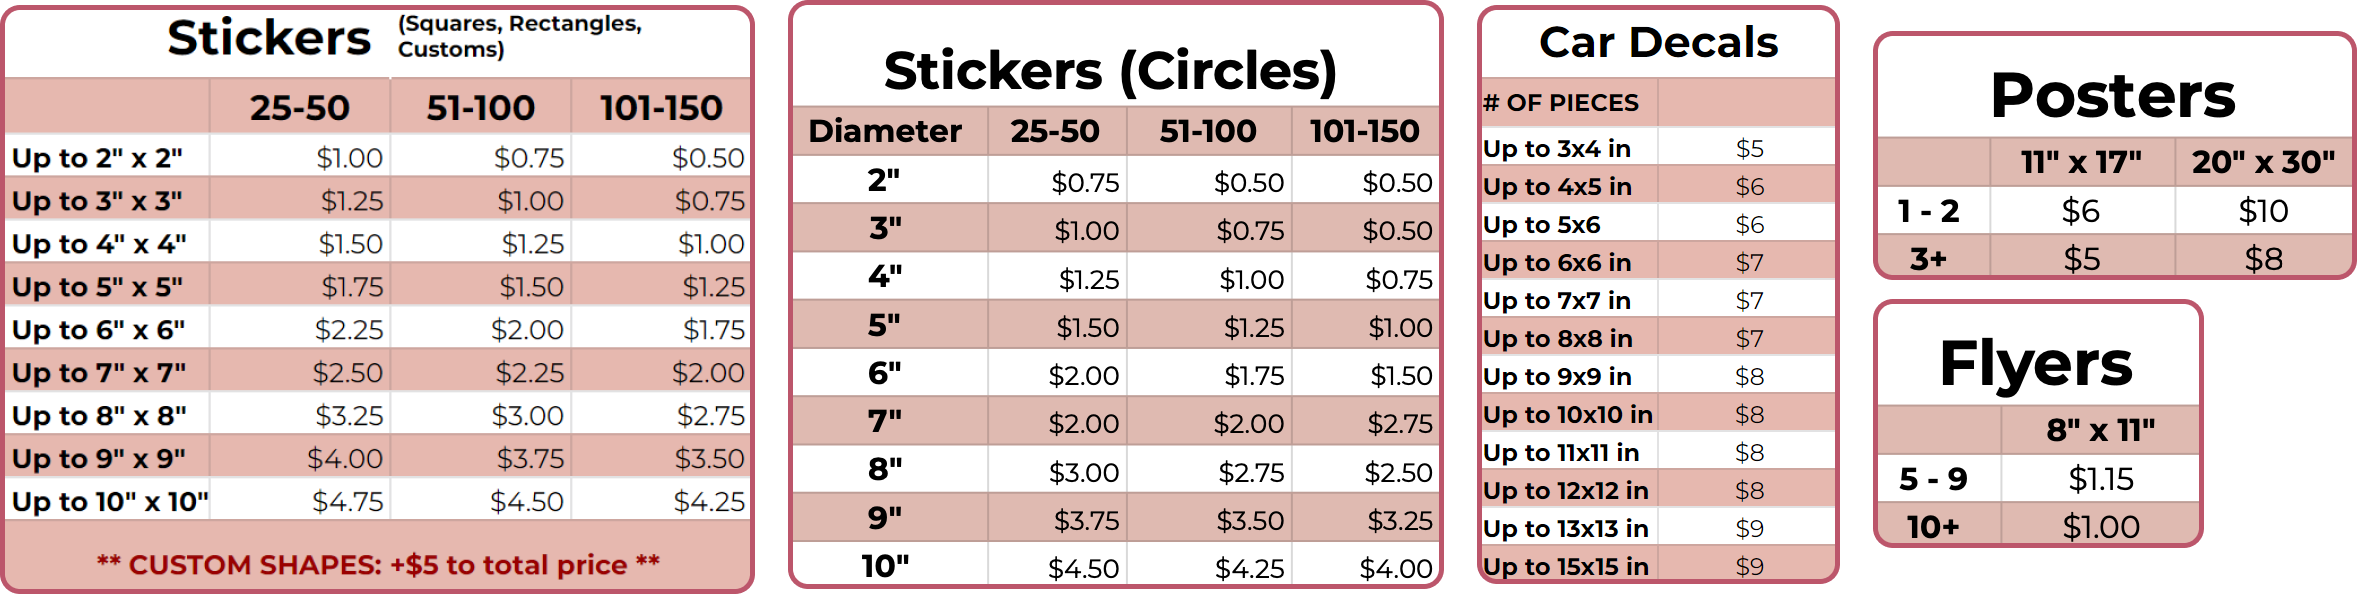 Stickers (Squares, Rectangles,
Customs)
25-50 51-100 101-150
Up to 2" x 2" $1.00 $0.75 $0.50
Up to 3" x 3" $1.25 $1.00 $0.75
Up to 4" x 4" $1.50 $1.25 $1.00
Up to 5" x 5" $1.75 $1.50 $1.25
Up to 6" x 6" $2.25 $2.00 $1.75
Up to 7" x 7" $2.50 $2.25 $2.00
Up to 8" x 8" $3.25 $3.00 $2.75
Up to 9" x 9" $4.00 $3.75 $3.50
Up to 10" x 10" $4.75 $4.50 $4.25
** CUSTOM SHAPES: +$5 to total price **
Stickers (Circles)
Diameter 25-50 51-100 101-150
2" $0.75 $0.50 $0.50
3" $1.00 $0.75 $0.50
4" $1.25 $1.00 $0.75
5" $1.50 $1.25 $1.00
6" $2.00 $1.75 $1.50
7" $2.00 $2.00 $2.75
8" $3.00 $2.75 $2.50
9" $3.75 $3.50 $3.25
10" $4.50 $4.25 $4.00
Car Decals
# OF PIECES
Up to 3x4 in $5
Up to 4x5 in $6
Up to 5x6 $6
Up to 6x6 in $7
Up to 7x7 in $7
Up to 8x8 in $7
Up to 9x9 in $8
Up to 10x10 in $8
Up to 11x11 in $8
Up to 12x12 in $8
Up to 13x13 in $9
Up to 15x15 in $9
Posters
11" x 17" 20" x 30"
1 - 2 $6 $10
3+ $5 $8
Flyers
8" x 11"
5 - 9 $1.15
10+ $1.00